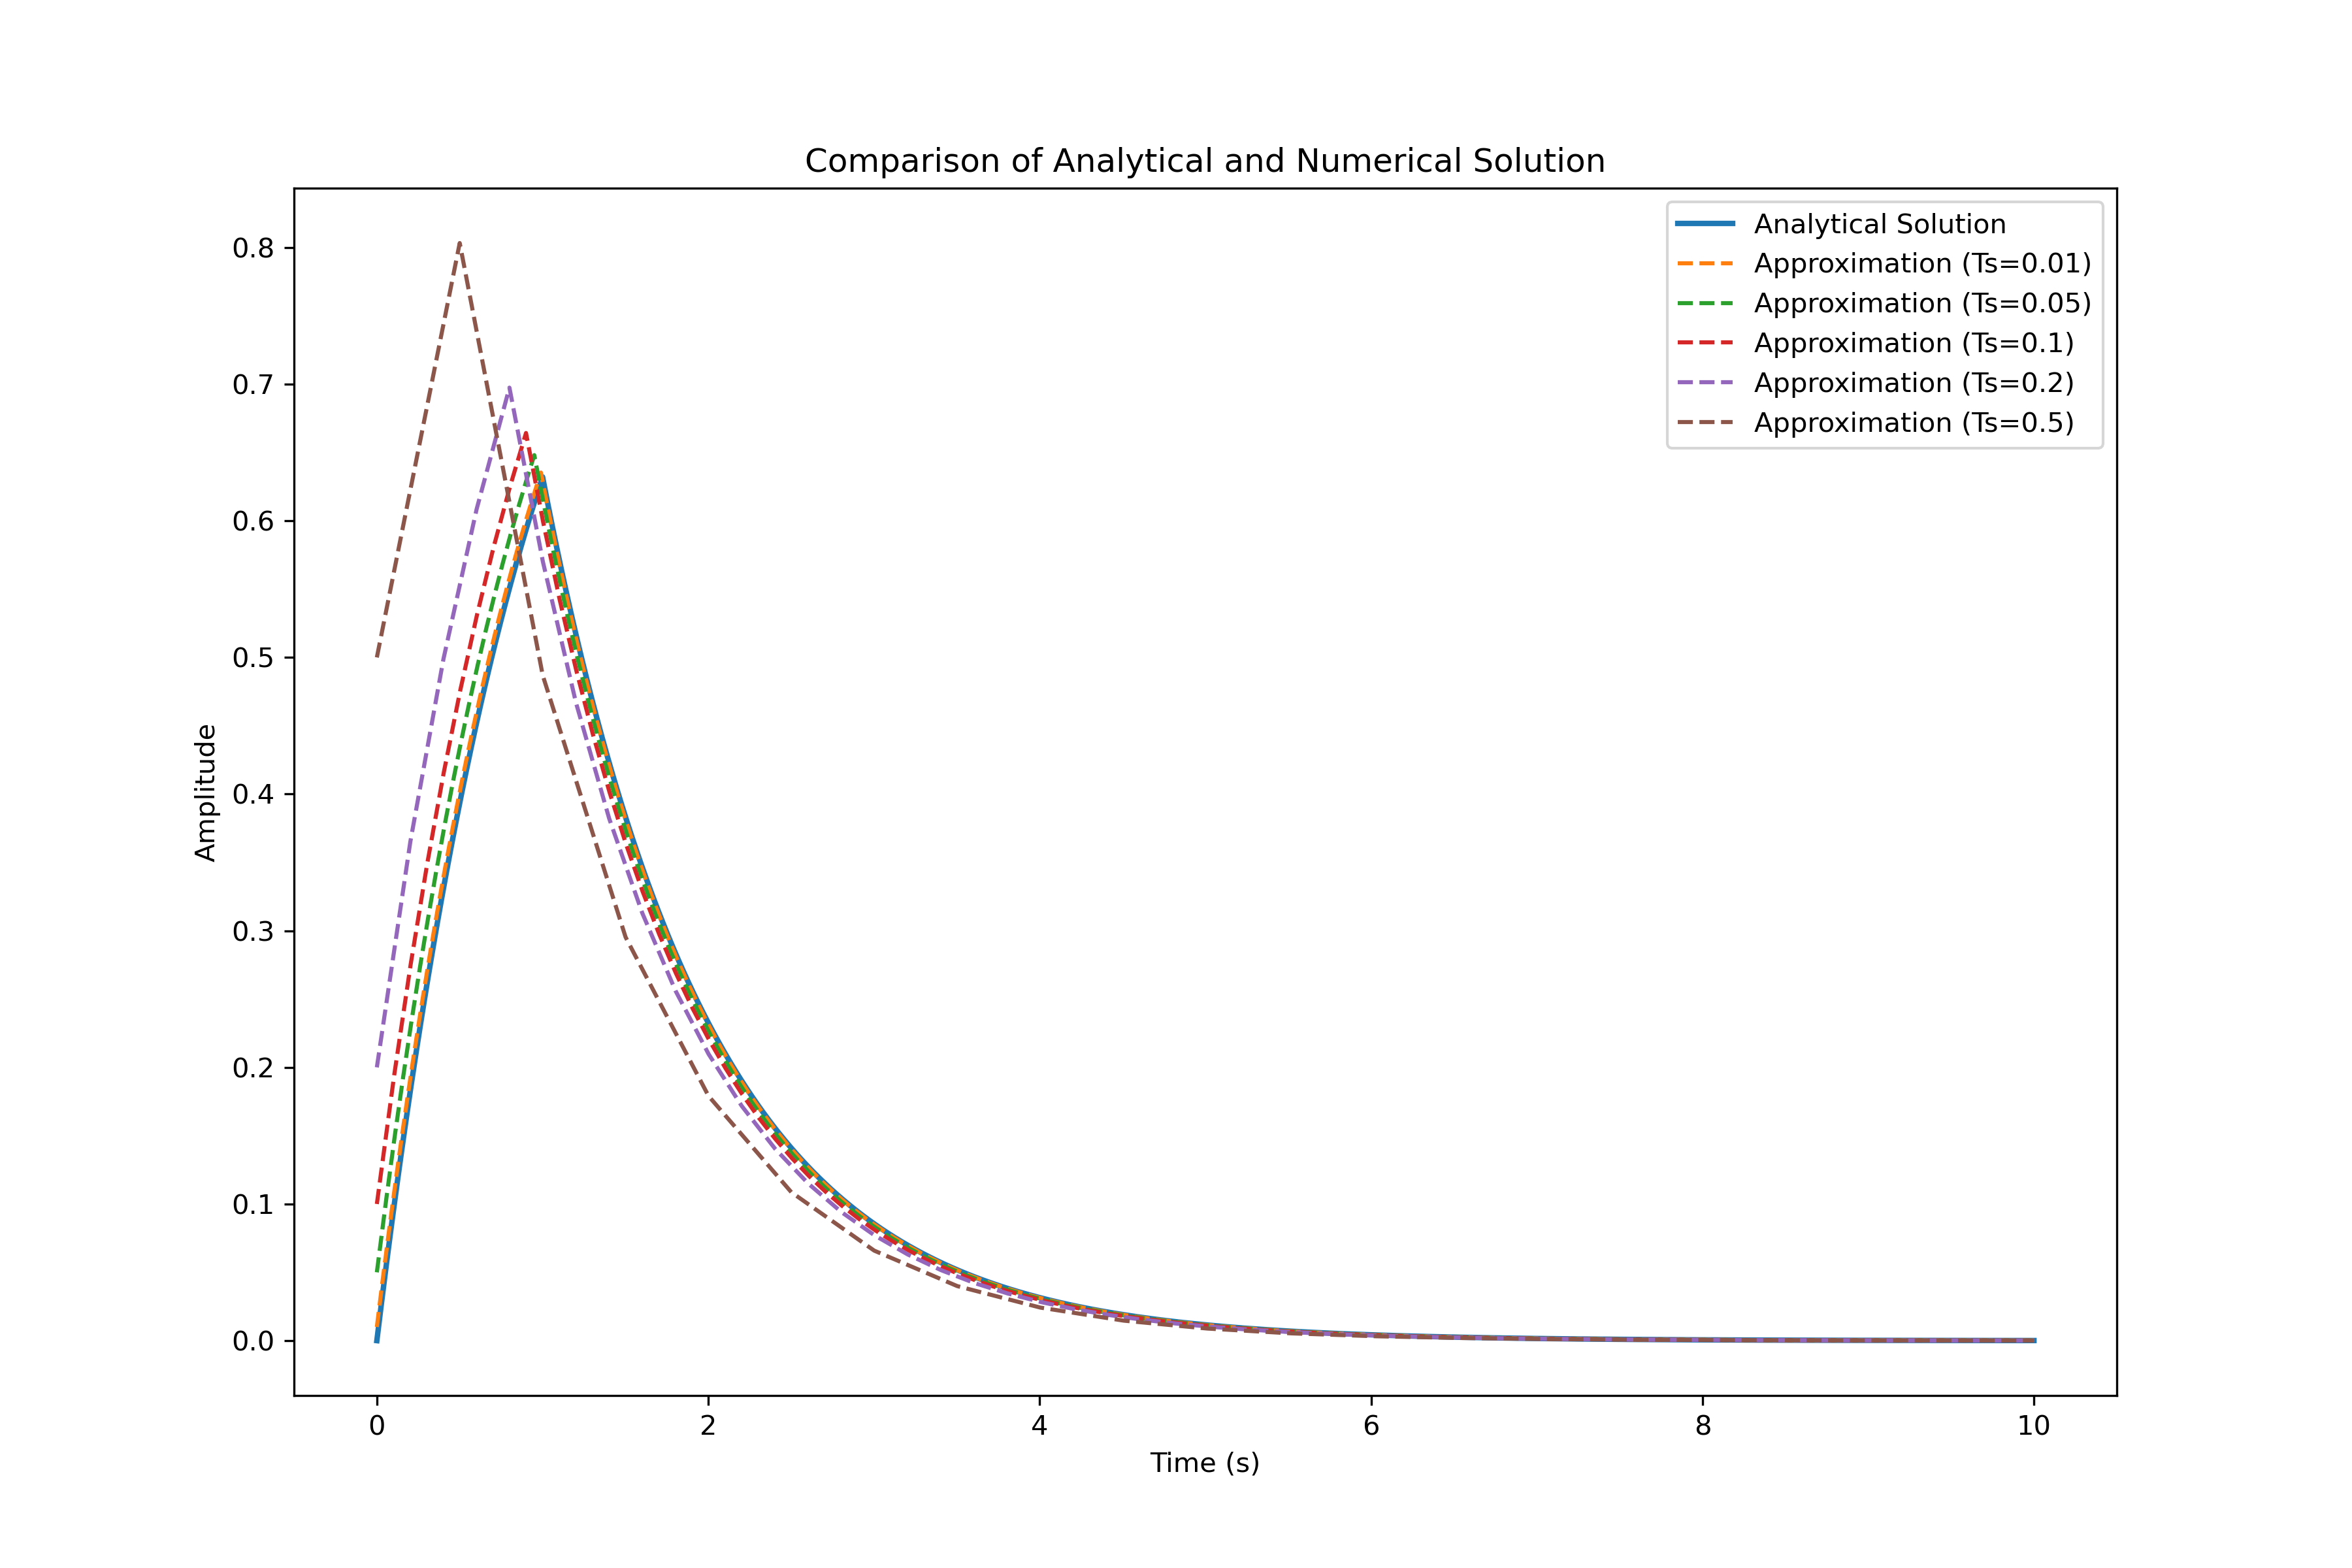 Comparison of Analytical and Numerical Solution
Analytical Solution
Approximation (Ts=0.01)
Approximation (Ts=0.05)
Approximation (Ts=0.1)
Approximation (Ts=0.2)
Approximation (Ts=0.5)
Amplitude
0.8
0.7
0.6
0.5
0.4
0.3
0.2
0.1
0.0
0 2 4 6 8 10
Time (s)